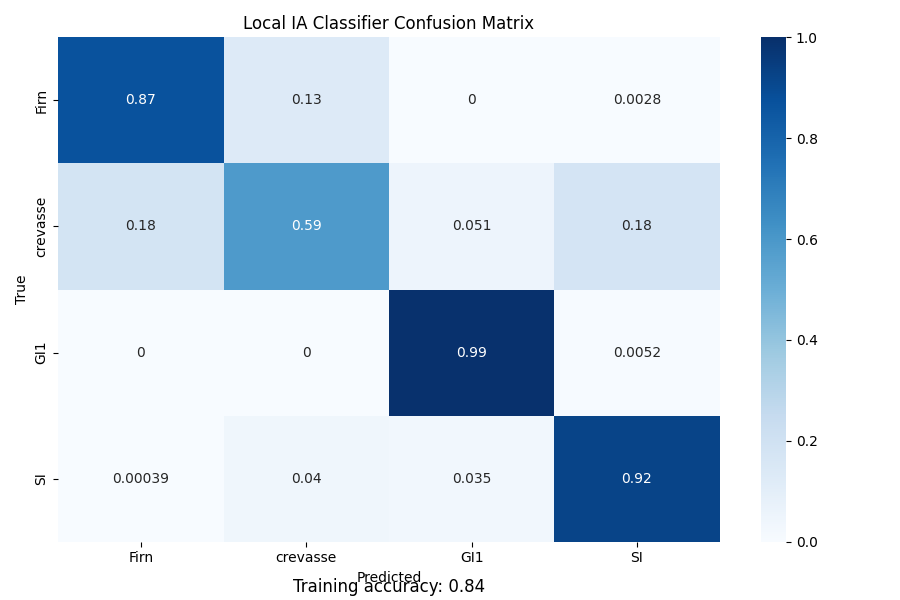 Local IA Classifier Confusion Matrix
Firn 0.87 0.13 0 0.0028
crevasse 0.18 0.59 0.051 0.18
GI1 0 0 0.99 0.0052
SI 0.00039 0.04 0.035 0.92
True
Firn crevasse GI1 SI
Predicted
Training accuracy: 0.84
1.0
0.8
0.6
0.4
0.2
0.0